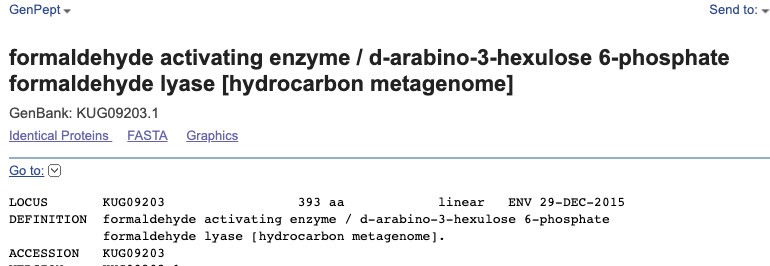 GenPept Send to:
formaldehyde activating enzyme / d-arabino-3-hexulose 6-phosphate
formaldehyde lyase [hydrocarbon metagenome]
GenBank: KUG09203.1
Identical Proteins FASTA Graphics
Go to:
LOCUS KUG09203 393 aa linear ENV 29-DEC-2015
DEFINITION formaldehyde activating enzyme / d-arabino-3-hexulose 6-phosphate
formaldehyde lyase [hydrocarbon metagenome].
ACCESSION KUG09203